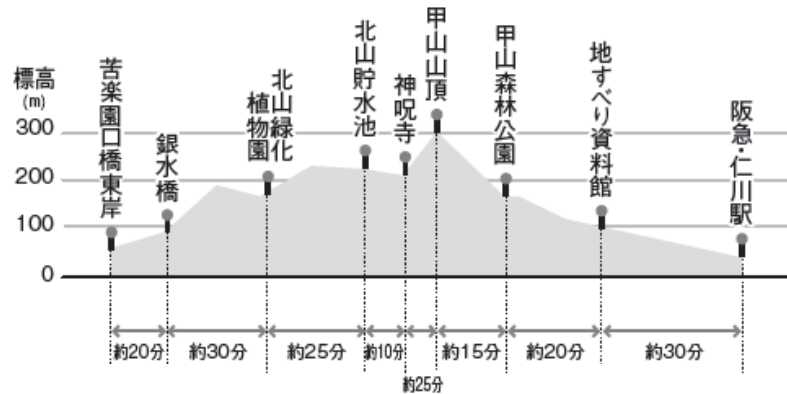 標高
(m)
300
200
100
0
苦楽園口橋東岸
銀水橋
北山緑化
植物園
北山貯水池
神呪寺
甲山山頂
甲山森林公園
地すべり資料館
阪急・仁川駅
約20分
約30分
約25分
約10分
約25分
約15分
約20分
約30分